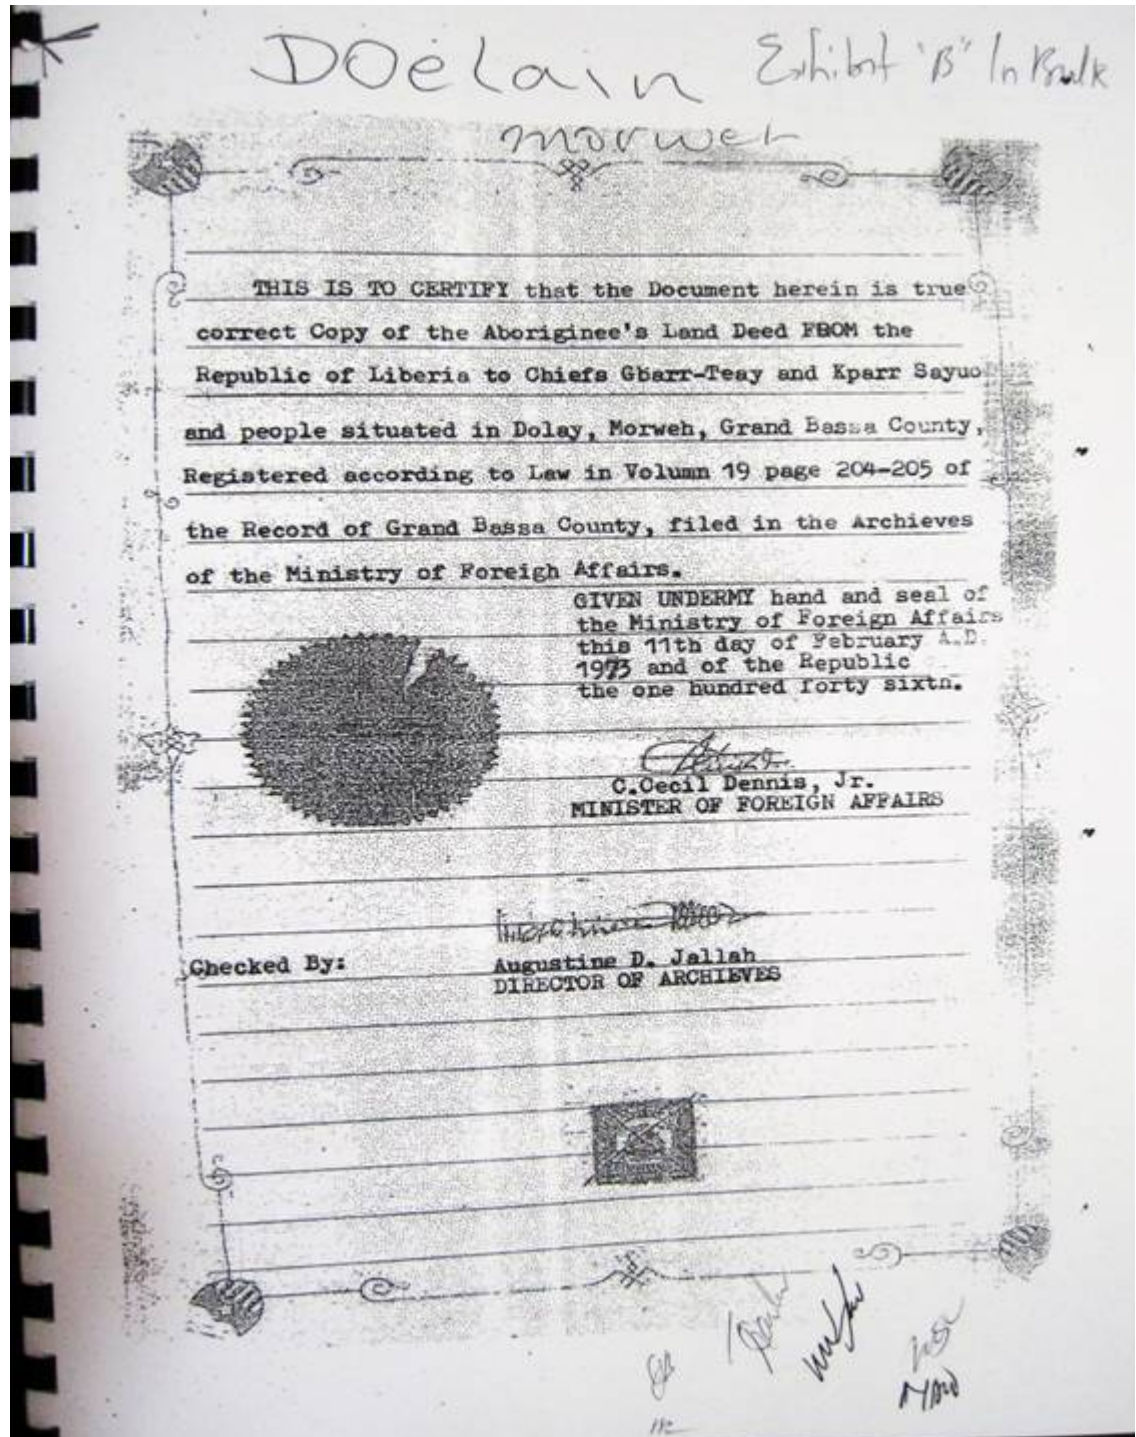 DOelain
Exhibit "B" In Bulk
morweh
THIS IS TO CERTIFY that the Document herein is true
correct Copy of the Aboriginee's Land Deed FROM the
Republic of Liberia to Chiefs Gbarr-Teay and Kparr Sayuo
and people situated in Dolay, Morweh, Grand Bassa County,
Registered according to Law in Volumn 19 page 204-205 of
the Record of Grand Bassa County, filed in the Archieves
of the Ministry of Foreigh Affairs.
GIVEN UNDERMY hand and seal of
the Ministry of Foreign Affairs
this 11th day of February A.D.
1973 and of the Republic
the one hundred forty sixth.
C.Cecil Dennis, Jr.
MINISTER OF FOREIGN AFFAIRS
Checked By:
Augustine D. Jallah
DIRECTOR OF ARCHIEVES